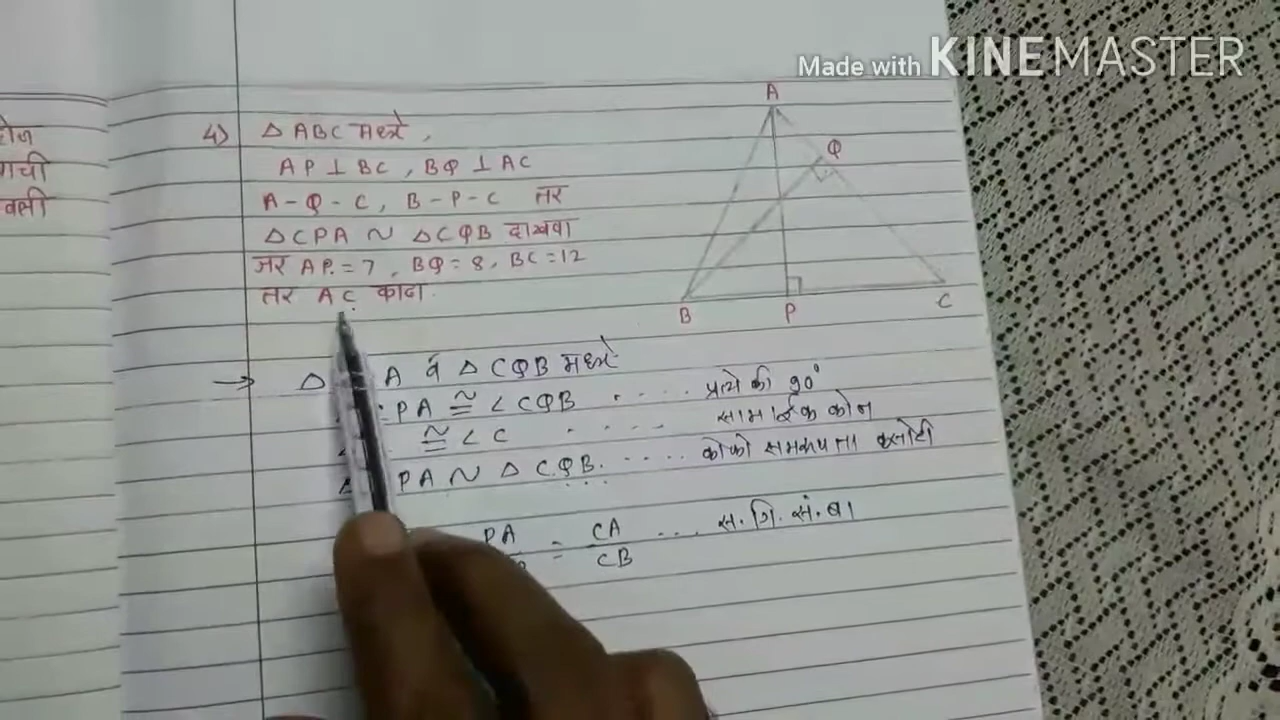 Made with KINEMASTER
4) △ ABC मध्ये,
AP ⊥ BC, BQ ⊥ AC
A - Q - C, B - P - C तर
△CPA ~ △CQB दाखवा
जर AP = 7, BQ = 8, BC = 12
तर AC काढा.
A
Q
B
P
C
→ △ A व △ CQB मध्ये
PA ≅ ∠CQB .... प्रत्येकी 90°
≅ ∠C .... सामाईक कोन
PA ~ △ CQB. .... कोको समरूपता कसोटी
PA = CA ... स.त्रि.सं.बा
CB